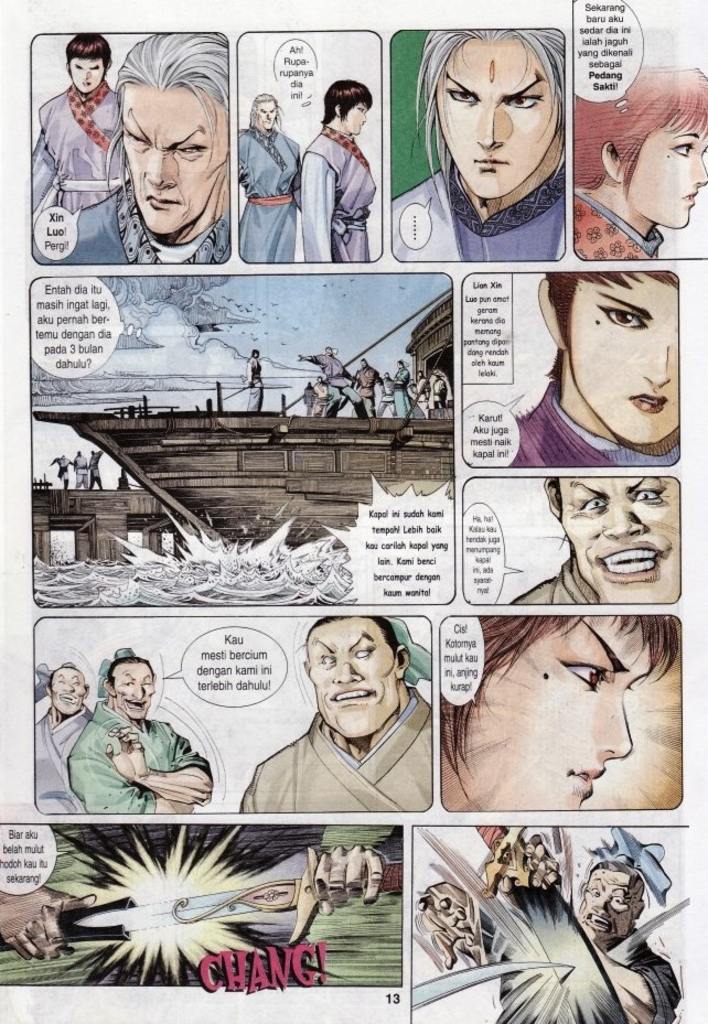 Xin
Luo!
Pergi!
Ah!
Rupa-
rupanya
dia
ini!
......
Sekarang
baru aku
sedar dia ini
ialah jaguh
yang dikenali
sebagai
Pedang
Sakti!
Entah dia itu
masih ingat lagi,
aku pernah ber-
temu dengan dia
pada 3 bulan
dahulu?
Kapal ini sudah kami
tempah! Lebih baik
kau carilah kapal yang
lain. Kami benci
bercampur dengan
kaum wanita!
Lian Xin
Luo pun amat
geram
kerana dia
memang
pantang dipan-
dang rendah
oleh kaum
lelaki.
Karut!
Aku juga
mesti naik
kapal ini!
Ha, ha!
Kalau kau
hendak juga
menumpang
kapal
ini, ada
syarat-
nya!
Kau
mesti bercium
dengan kami ini
terlebih dahulu!
Cis!
Kotornya
mulut kau
ini, anjing
kurap!
Biar aku
belah mulut
hodoh kau itu
sekarang!
CHANG!
13